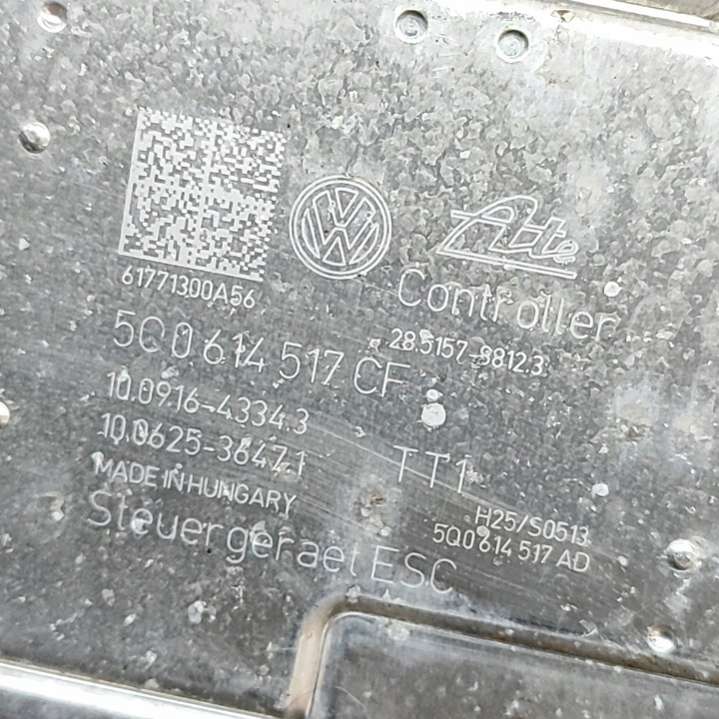 VW
Ate
61771300A56
Controller
28.5157-9812.3
5Q0 614 517 CF
10.0916-4334.3
10.0625-3647.1
TT1
MADE IN HUNGARY
H25/S0513
5Q0 614 517 AD
Steuergeraet ESC